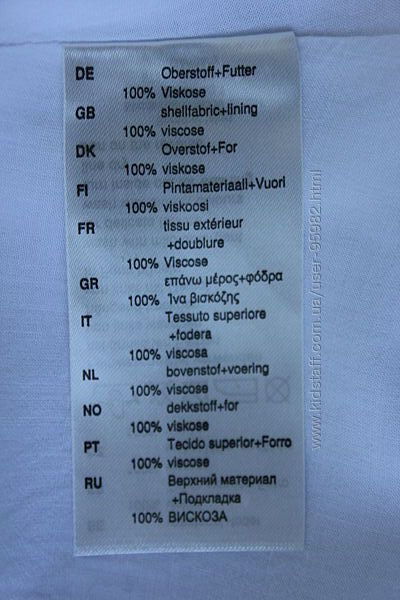 DE Oberstoff+Futter
100% Viskose
GB shellfabric+lining
100% viscose
DK Overstof+For
100% viskose
FI Pintamateriaali+Vuori
100% viskoosi
FR tissu extérieur
+doublure
100% Viscose
GR επάνω μέρος+φόδρα
100% Ίνα βισκόζης
IT Tessuto superiore
+fodera
100% viscosa
NL bovenstof+voering
100% viscose
NO dekkstoff+for
100% viskose
PT Tecido superior+Forro
100% viscose
RU Верхний материал
+Подкладка
100% ВИСКОЗА
www.kidstaff.com.ua/user-95982.html